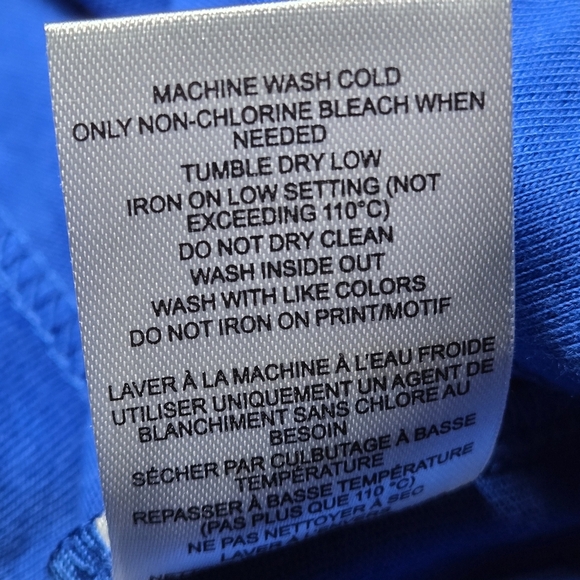 MACHINE WASH COLD
ONLY NON-CHLORINE BLEACH WHEN
NEEDED
TUMBLE DRY LOW
IRON ON LOW SETTING (NOT
EXCEEDING 110°C)
DO NOT DRY CLEAN
WASH INSIDE OUT
WASH WITH LIKE COLORS
DO NOT IRON ON PRINT/MOTIF
LAVER À LA MACHINE À L'EAU FROIDE
UTILISER UNIQUEMENT UN AGENT DE
BLANCHIMENT SANS CHLORE AU
BESOIN
SÉCHER PAR CULBUTAGE À BASSE
TEMPÉRATURE
REPASSER À BASSE TEMPÉRATURE
(PAS PLUS QUE 110 °C)
NE PAS NETTOYER À SEC
LAVER À